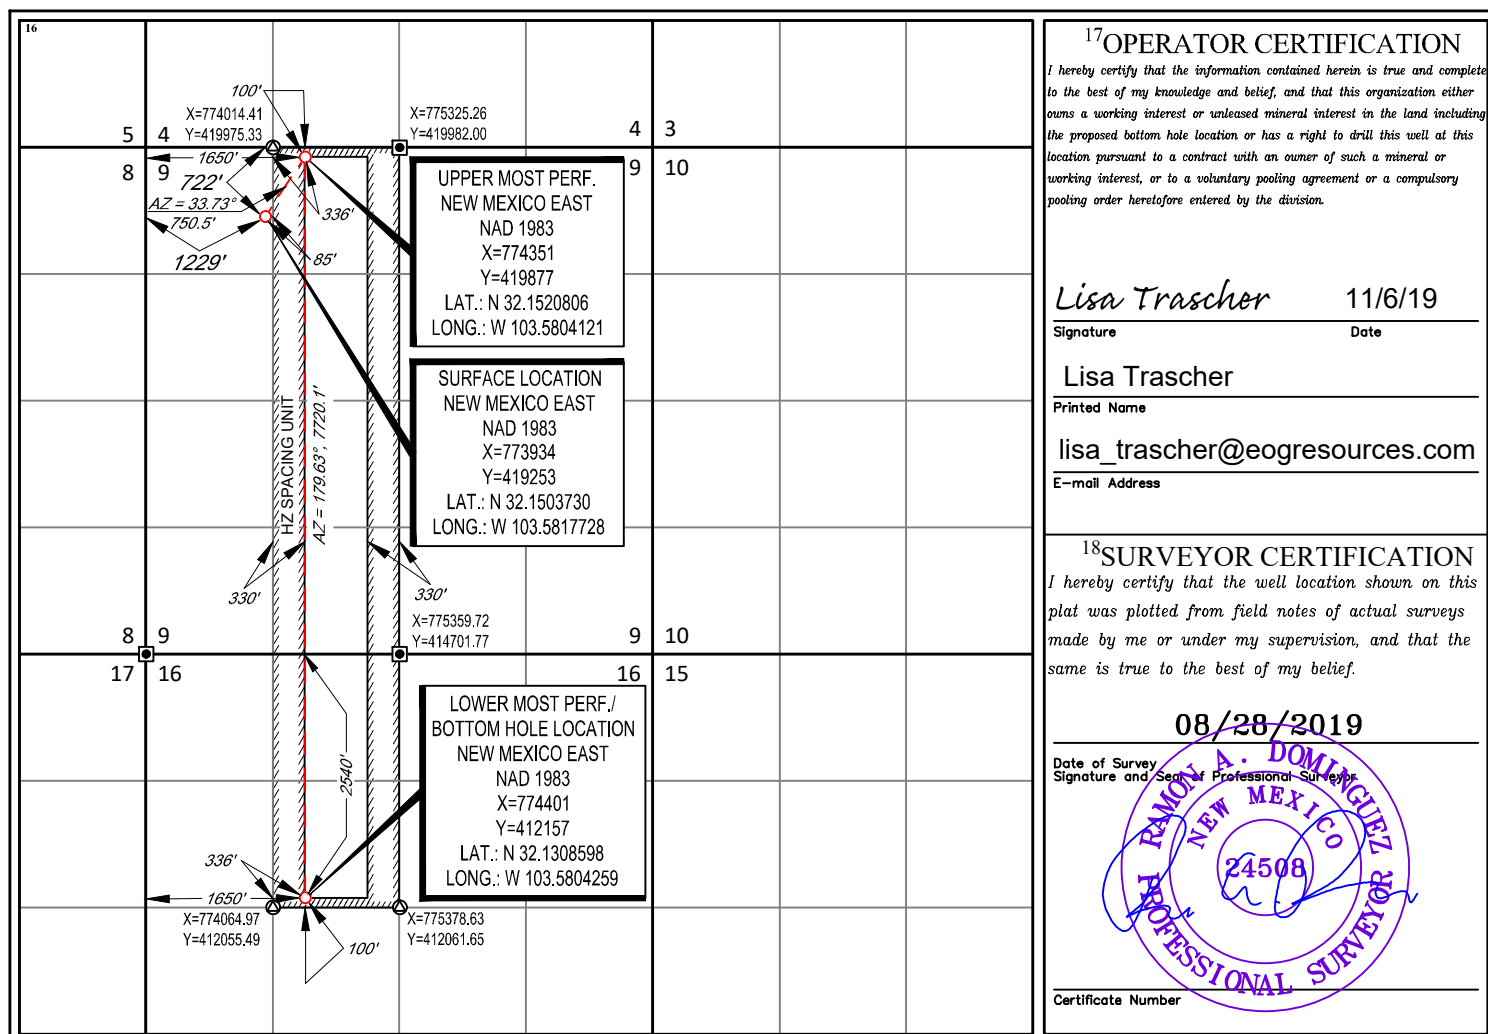 16
100'
X=774014.41
Y=419975.33
X=775325.26
Y=419982.00
5 4
8 9
4 3
9 10
1650'
722'
AZ = 33.73°
750.5'
1229'
336'
85'
UPPER MOST PERF.
NEW MEXICO EAST
NAD 1983
X=774351
Y=419877
LAT.: N 32.1520806
LONG.: W 103.5804121
SURFACE LOCATION
NEW MEXICO EAST
NAD 1983
X=773934
Y=419253
LAT.: N 32.1503730
LONG.: W 103.5817728
HZ SPACING UNIT
AZ = 179.63°, 7720.1'
330'
330'
X=775359.72
Y=414701.77
8 9
17 16
9 10
16 15
LOWER MOST PERF./
BOTTOM HOLE LOCATION
NEW MEXICO EAST
NAD 1983
X=774401
Y=412157
LAT.: N 32.1308598
LONG.: W 103.5804259
2540'
336'
1650'
X=774064.97
Y=412055.49
X=775378.63
Y=412061.65
100'
17OPERATOR CERTIFICATION
I hereby certify that the information contained herein is true and complete
to the best of my knowledge and belief, and that this organization either
owns a working interest or unleased mineral interest in the land including
the proposed bottom hole location or has a right to drill this well at this
location pursuant to a contract with an owner of such a mineral or
working interest, or to a voluntary pooling agreement or a compulsory
pooling order heretofore entered by the division.
Lisa Trascher 11/6/19
Signature Date
Lisa Trascher
Printed Name
lisa_trascher@eogresources.com
E-mail Address
18SURVEYOR CERTIFICATION
I hereby certify that the well location shown on this
plat was plotted from field notes of actual surveys
made by me or under my supervision, and that the
same is true to the best of my belief.
08/28/2019
Date of Survey
Signature and Seal of Professional Surveyor
RAMON A. DOMINGUEZ
NEW MEXICO
24508
PROFESSIONAL SURVEYOR
Certificate Number